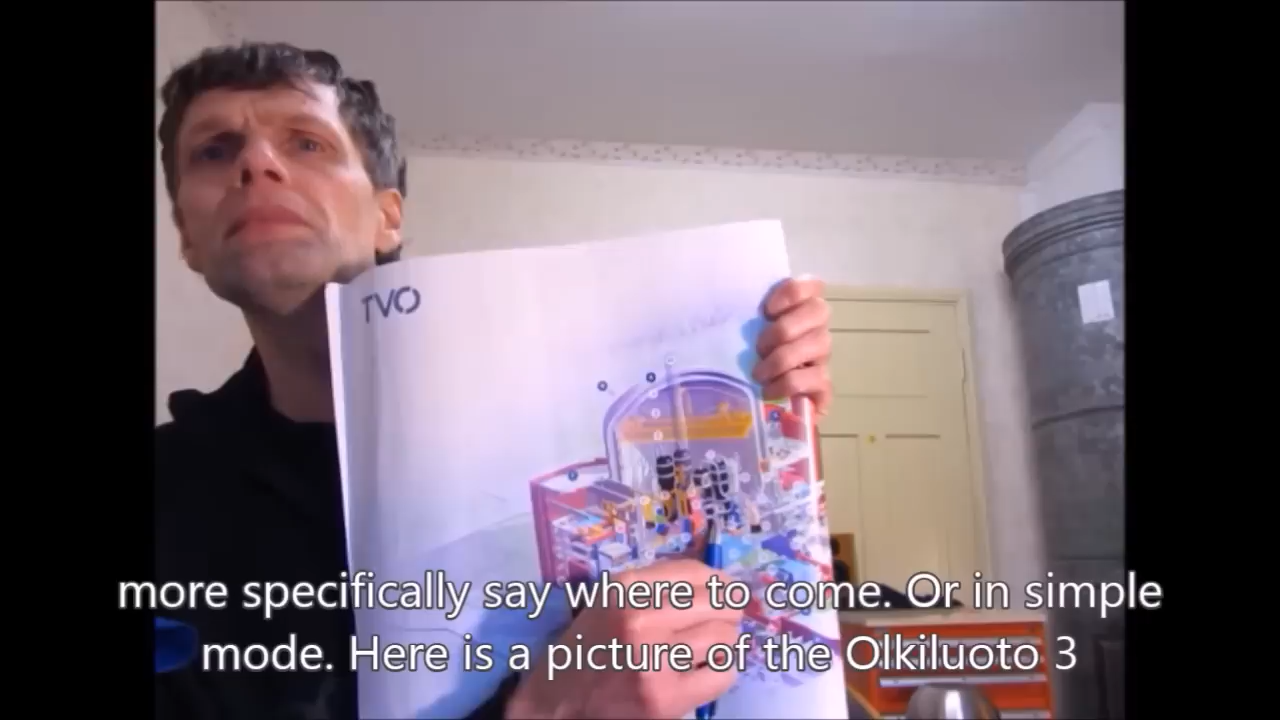 TVO
more specifically say where to come. Or in simple
mode. Here is a picture of the Olkiluoto 3